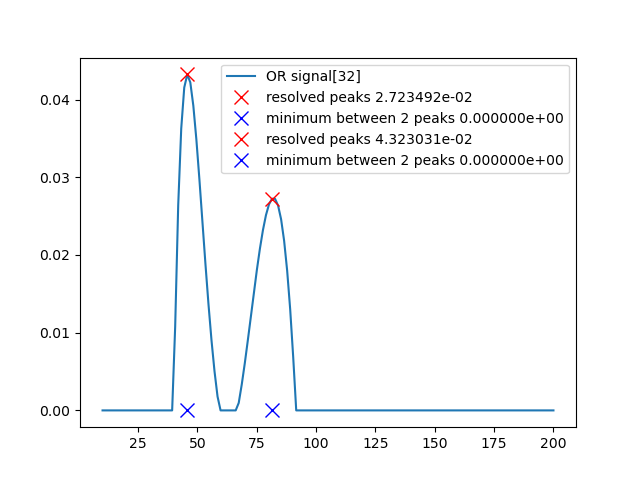 OR signal[32]
resolved peaks 2.723492e-02
minimum between 2 peaks 0.000000e+00
resolved peaks 4.323031e-02
minimum between 2 peaks 0.000000e+00
0.04
0.03
0.02
0.01
0.00
25 50 75 100 125 150 175 200